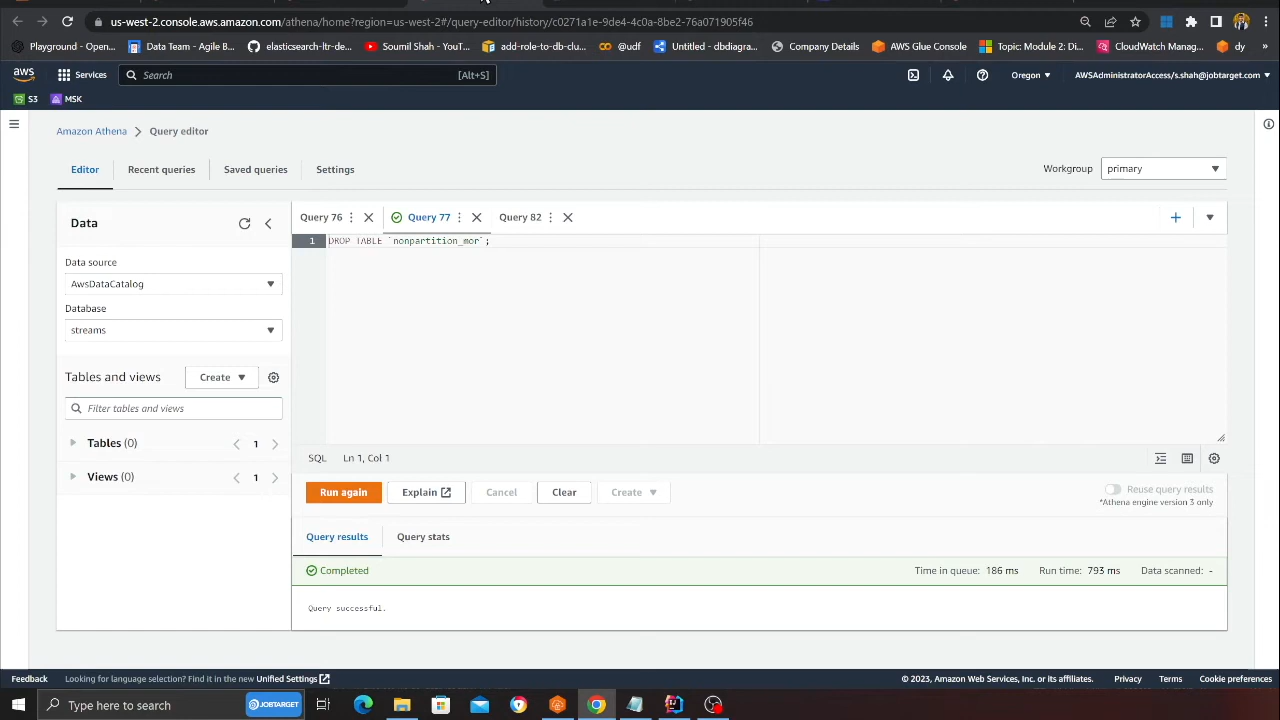 us-west-2.console.aws.amazon.com/athena/home?region=us-west-2#/query-editor/history/c0271a1e-9de4-4c0a-8be2-76a071905f46
Playground - Open...
Data Team - Agile B...
elasticsearch-ltr-de...
Soumil Shah - YouT...
add-role-to-db-clu...
@udf
Untitled - dbdiagra...
Company Details
AWS Glue Console
Topic: Module 2: Di...
CloudWatch Manag...
dy
»
aws
Services
Search
[Alt+S]
Oregon
AWSAdministratorAccess/s.shah@jobtarget.com
S3
MSK
Amazon Athena
Query editor
Editor
Recent queries
Saved queries
Settings
Workgroup
primary
Data
Data source
AwsDataCatalog
Database
streams
Tables and views
Create
Filter tables and views
Tables (0)
1
Views (0)
1
Query 76
Query 77
Query 82
1
DROP TABLE `nonpartition_mor`;
SQL
Ln 1, Col 1
Run again
Explain
Cancel
Clear
Create
Reuse query results
*Athena engine version 3 only
Query results
Query stats
Completed
Time in queue: 186 ms
Run time: 793 ms
Data scanned: -
Query successful.
Feedback
Looking for language selection? Find it in the new Unified Settings
© 2023, Amazon Web Services, Inc. or its affiliates.
Privacy
Terms
Cookie preferences
Type here to search
JOBTARGET